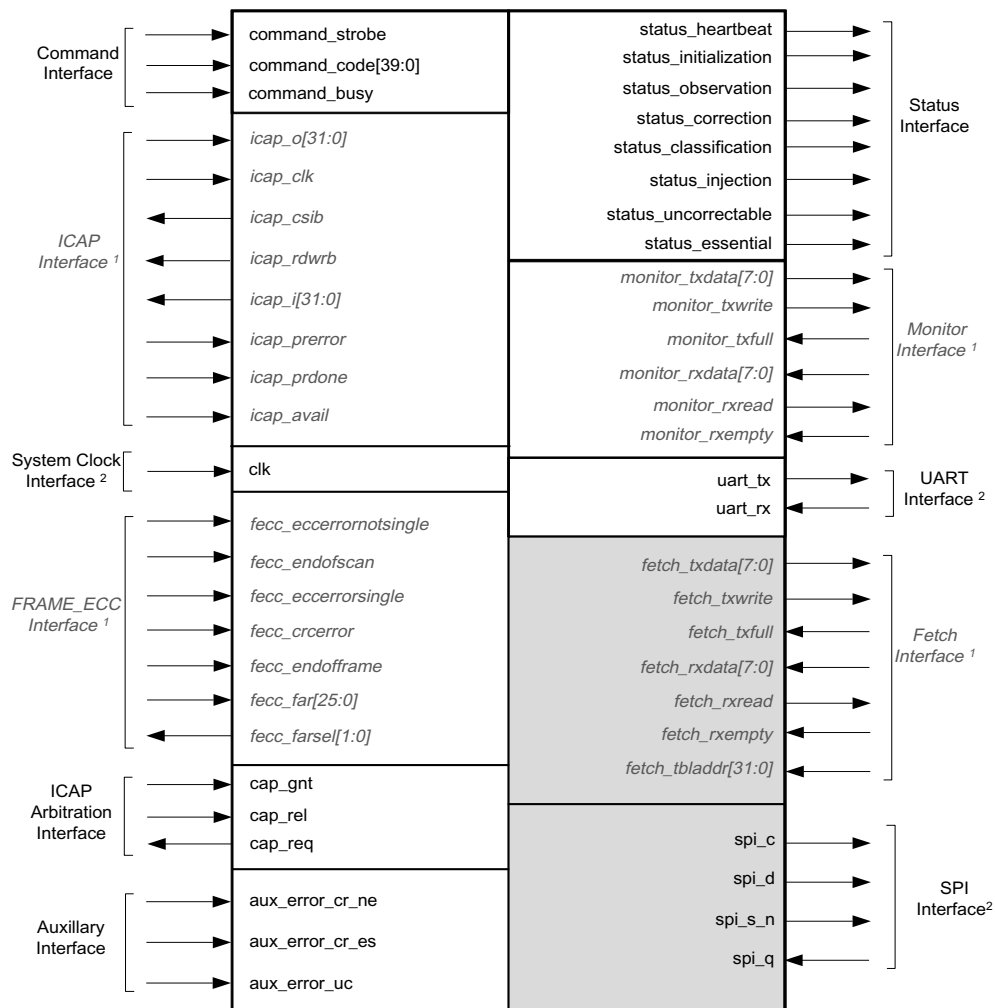 Command
Interface
command_strobe
command_code[39:0]
command_busy
ICAP
Interface ¹
icap_o[31:0]
icap_clk
icap_csib
icap_rdwrb
icap_i[31:0]
icap_prerror
icap_prdone
icap_avail
System Clock
Interface ²
clk
FRAME_ECC
Interface ¹
fecc_eccerrornotsingle
fecc_endofscan
fecc_eccerrorsingle
fecc_crcerror
fecc_endofframe
fecc_far[25:0]
fecc_farsel[1:0]
ICAP
Arbitration
Interface
cap_gnt
cap_rel
cap_req
Auxillary
Interface
aux_error_cr_ne
aux_error_cr_es
aux_error_uc
status_heartbeat
status_initialization
status_observation
status_correction
status_classification
status_injection
status_uncorrectable
status_essential
Status
Interface
monitor_txdata[7:0]
monitor_txwrite
monitor_txfull
monitor_rxdata[7:0]
monitor_rxread
monitor_rxempty
Monitor
Interface ¹
uart_tx
uart_rx
UART
Interface ²
fetch_txdata[7:0]
fetch_txwrite
fetch_txfull
fetch_rxdata[7:0]
fetch_rxread
fetch_rxempty
fetch_tbladdr[31:0]
Fetch
Interface ¹
spi_c
spi_d
spi_s_n
spi_q
SPI
Interface²